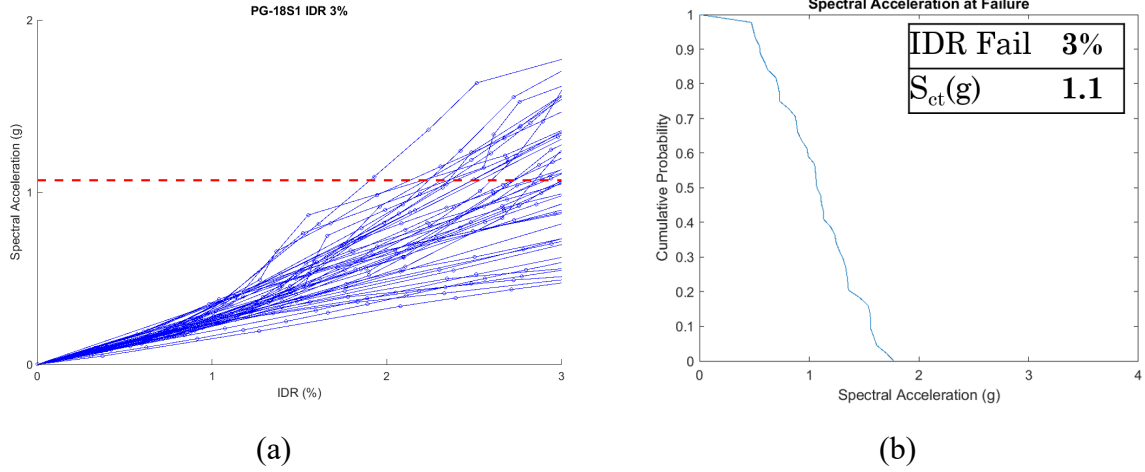 PG-18S1 IDR 3%
Spectral Acceleration (g)
2
1
0
0
1
2
3
IDR (%)
(a)
Spectral Acceleration at Failure
IDR Fail 3%
Sct(g) 1.1
Cumulative Probability
1
0.9
0.8
0.7
0.6
0.5
0.4
0.3
0.2
0.1
0
0
1
2
3
4
Spectral Acceleration (g)
(b)